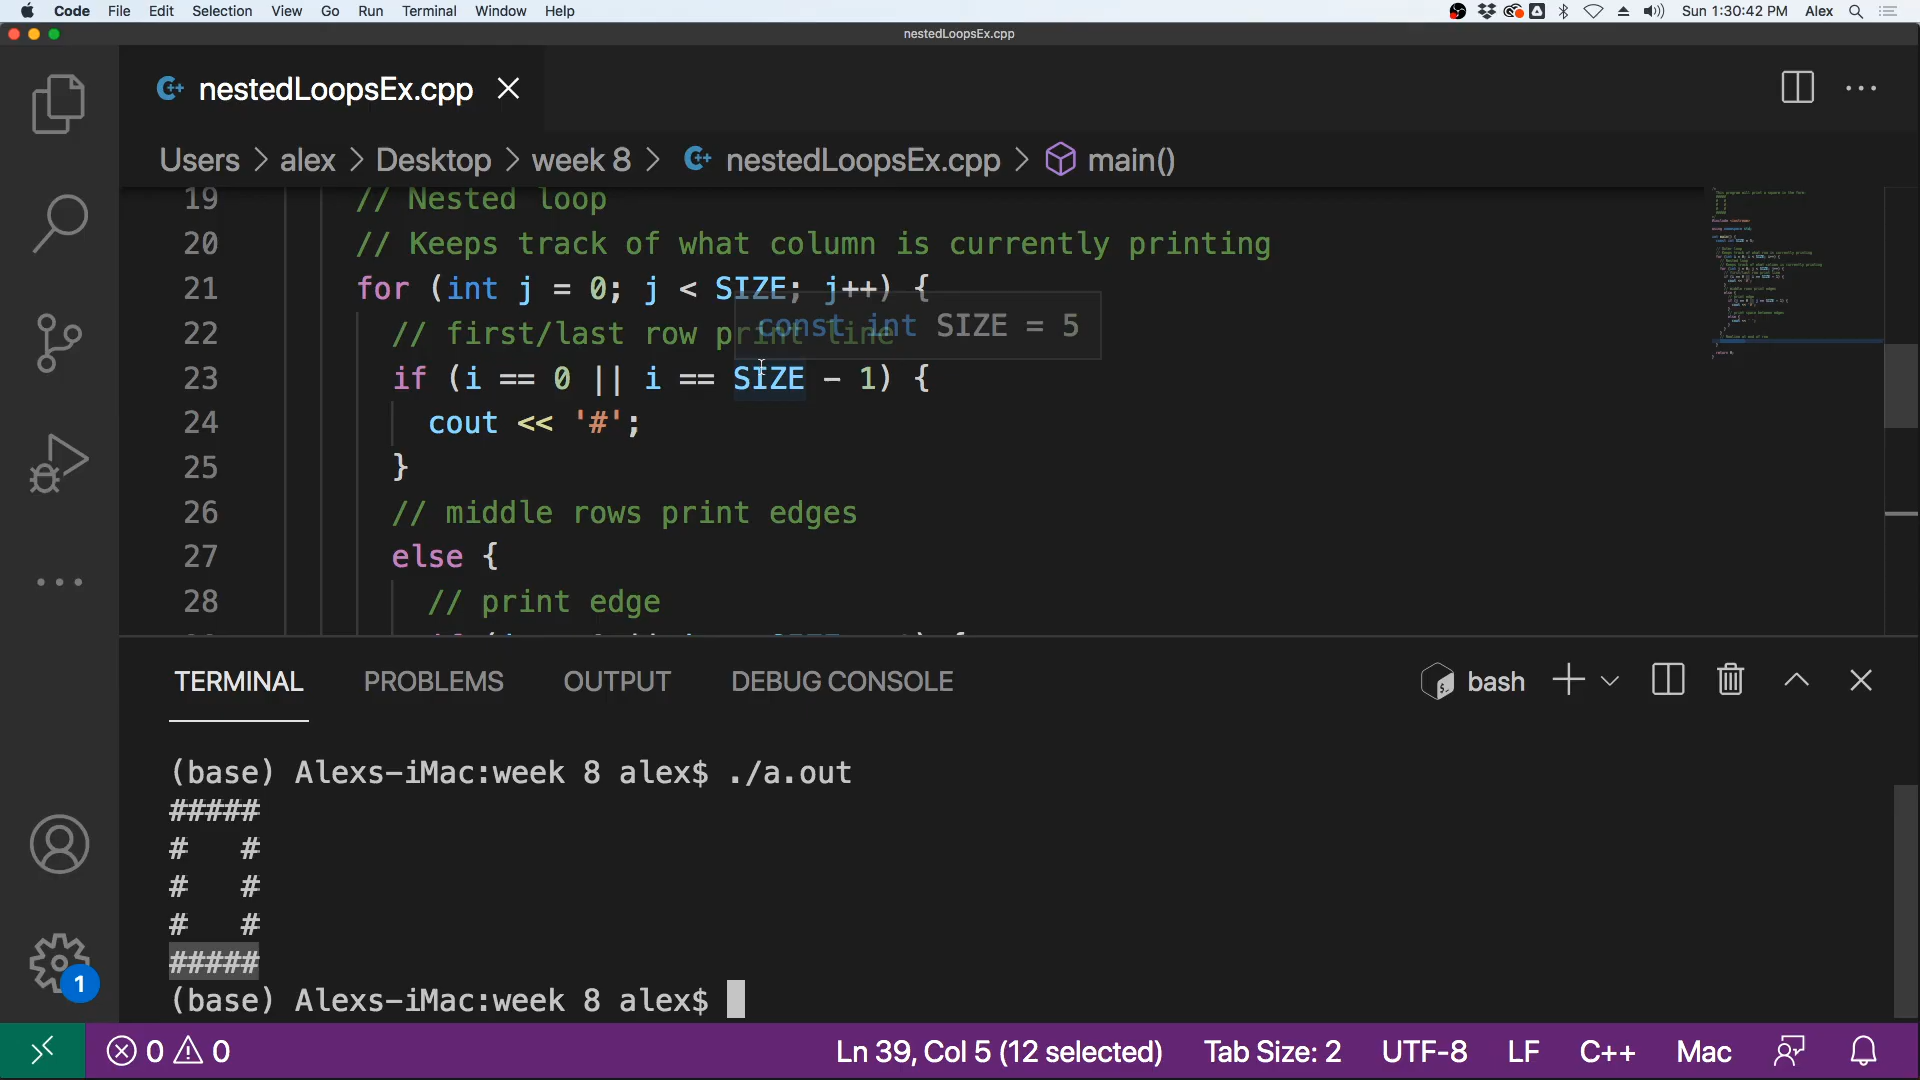 Code File Edit Selection View Go Run Terminal Window Help Sun 1:30:42 PM Alex
nestedLoopsEx.cpp
nestedLoopsEx.cpp
Users > alex > Desktop > week 8 > nestedLoopsEx.cpp > main()
19 // Nested loop
20 // Keeps track of what column is currently printing
21 for (int j = 0; j < SIZE; j++) {
22 // first/last row print line
const int SIZE = 5
23 if (i == 0 || i == SIZE - 1) {
24 cout << '#';
25 }
26 // middle rows print edges
27 else {
28 // print edge
TERMINAL PROBLEMS OUTPUT DEBUG CONSOLE bash
(base) Alexs-iMac:week 8 alex$ ./a.out
#####
#   #
#   #
#   #
#####
(base) Alexs-iMac:week 8 alex$
1
0 0 Ln 39, Col 5 (12 selected) Tab Size: 2 UTF-8 LF C++ Mac